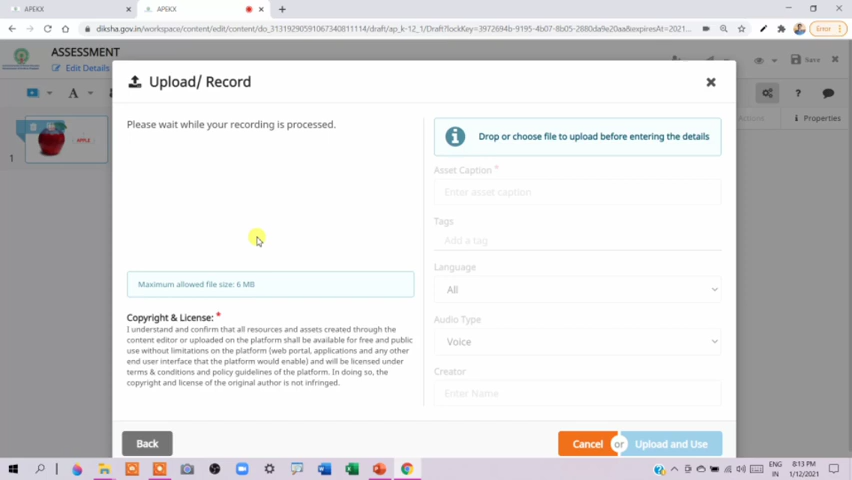 APEKX
APEKX
diksha.gov.in/workspace/content/edit/content/do_31319290591067340811114/draft/ap_k-12_1/Draft?lockKey=3972694b-9195-4b07-8b05-2880da9e20aa&expiresAt=2021...
Error
ASSESSMENT
Edit Details
Save
Upload/ Record
A
Actions
Properties
Please wait while your recording is processed.
Drop or choose file to upload before entering the details
1
APPLE
Asset Caption *
Enter asset caption
Tags
Add a tag
Language
All
Maximum allowed file size: 6 MB
Copyright & License: *
I understand and confirm that all resources and assets created through the
content editor or uploaded on the platform shall be available for free and public
use without limitations on the platform (web portal, applications and any other
end user interface that the platform would enable) and will be licensed under
terms & conditions and policy guidelines of the platform. In doing so, the
copyright and license of the original author is not infringed.
Audio Type
Voice
Creator
Enter Name
Back
Cancel
or
Upload and Use
ENG
IN
8:13 PM
1/12/2021